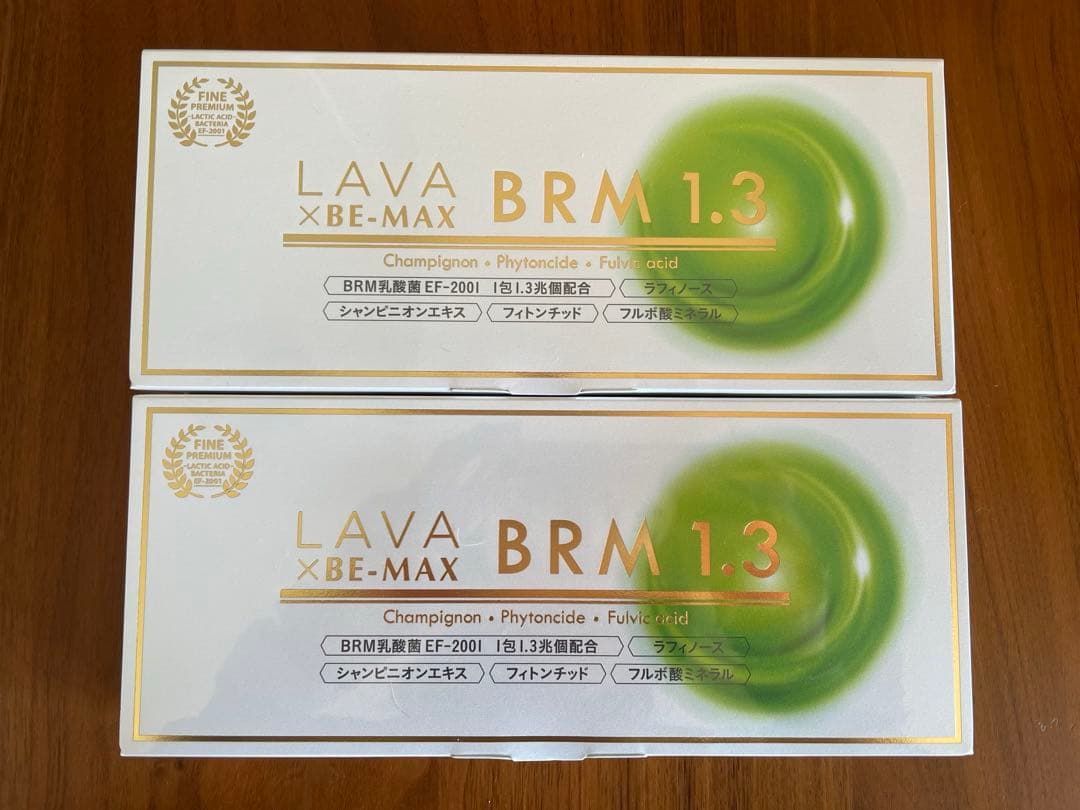 FINE
PREMIUM
-LACTIC ACID-
BACTERIA
EF-2001
LAVA
×BE-MAX
BRM 1.3
Champignon • Phytoncide • Fulvic acid
BRM乳酸菌 EF-2001 1包1.3兆個配合 ラフィノース
シャンピニオンエキス フィトンチッド フルボ酸ミネラル
FINE
PREMIUM
-LACTIC ACID-
BACTERIA
EF-2001
LAVA
×BE-MAX
BRM 1.3
Champignon • Phytoncide • Fulvic acid
BRM乳酸菌 EF-2001 1包1.3兆個配合 ラフィノース
シャンピニオンエキス フィトンチッド フルボ酸ミネラル